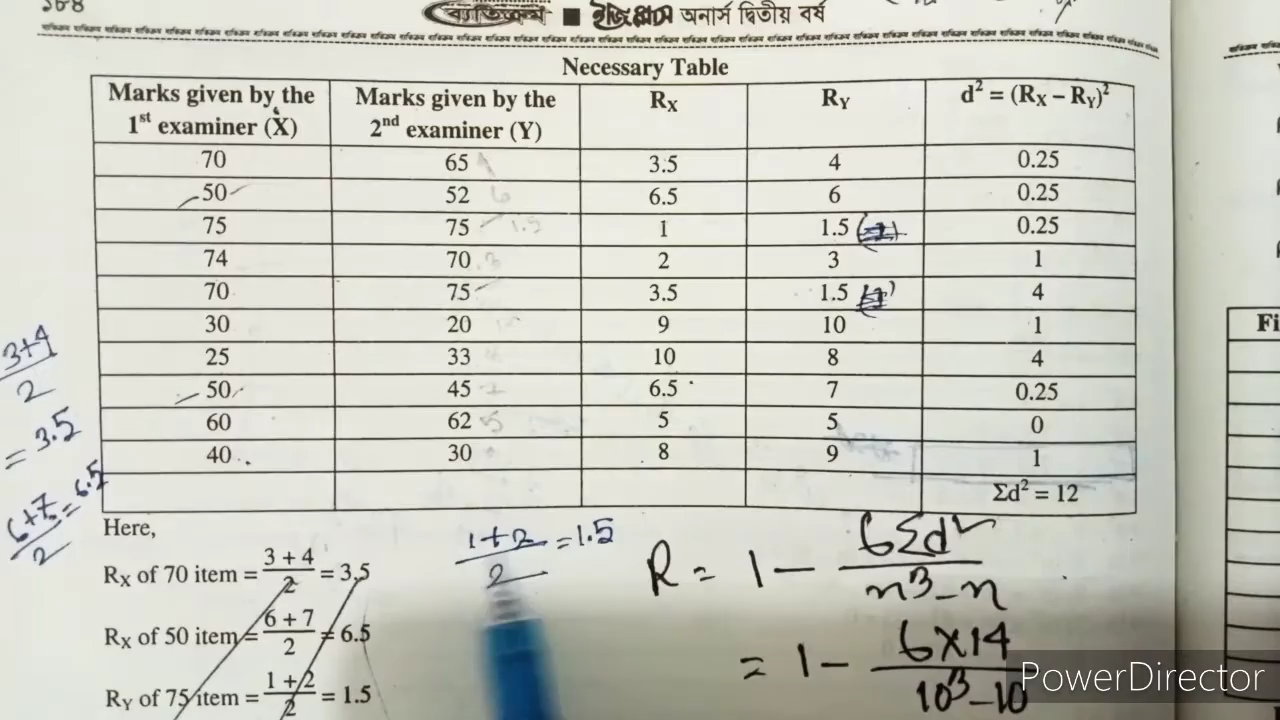 ১৮৪
ব্যতিক্রম ■ ইজি প্লাস অনার্স দ্বিতীয় বর্ষ
Necessary Table
Marks given by the 1st examiner (X) Marks given by the 2nd examiner (Y) RX RY d² = (RX – RY)²
70 65 3.5 4 0.25
50 52 6.5 6 0.25
75 75 1 1.5 0.25
74 70 2 3 1
70 75 3.5 1.5 4
30 20 9 10 1
25 33 10 8 4
50 45 6.5 7 0.25
60 62 5 5 0
40 30 8 9 1
Σd² = 12
3+4/2
= 3.5
6+7/2 = 6.5
Here,
RX of 70 item = 3 + 4/2 = 3.5
RX of 50 item = 6 + 7/2 = 6.5
RY of 75 item = 1 + 2/2 = 1.5
1+2/2 = 1.5
R = 1 - 6Σd²/n³-n
= 1 - 6×14/10³-10
Fi
PowerDirector